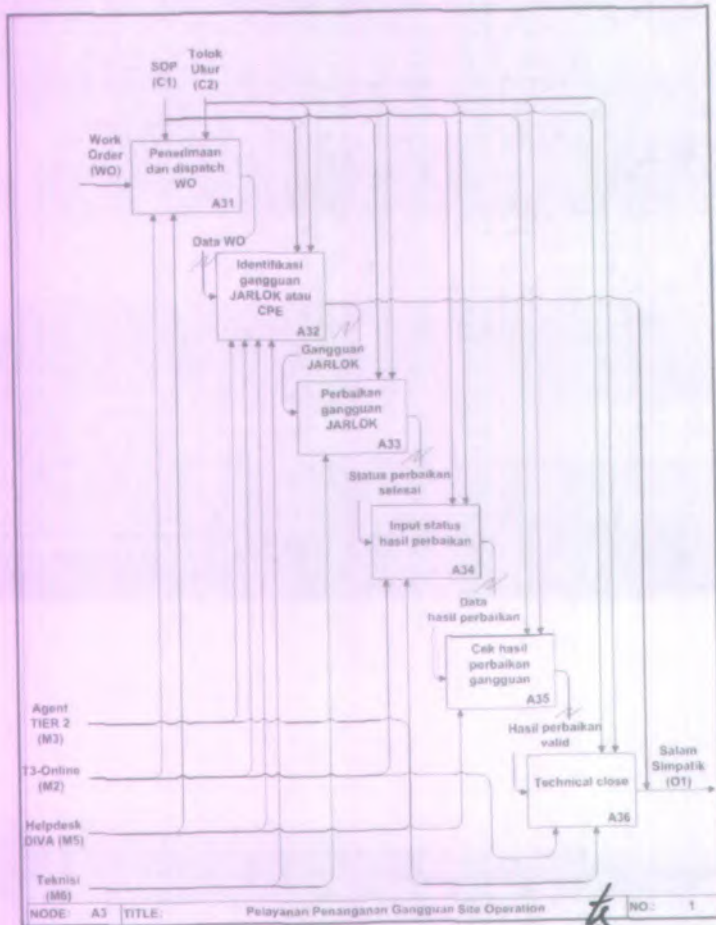 SOP
(C1)
Tolok
Ukur
(C2)
Work
Order
(WO)
Penerimaan
dan dispatch
WO
A31
Data WO
Identifikasi
gangguan
JARLOK atau
CPE
A32
Gangguan
JARLOK
Perbaikan
gangguan
JARLOK
A33
Status perbaikan
selesai
Input status
hasil perbaikan
A34
Data
hasil perbaikan
Cek hasil
perbaikan
gangguan
A35
Hasil perbaikan
valid
Technical close
A36
Salam
Simpatik
(O1)
Agent
TIER 2
(M3)
T3-Online
(M2)
Helpdesk
DIVA (M5)
Teknisi
(M6)
NODE: A3 TITLE: Pelayanan Penanganan Gangguan Site Operation NO.: 1